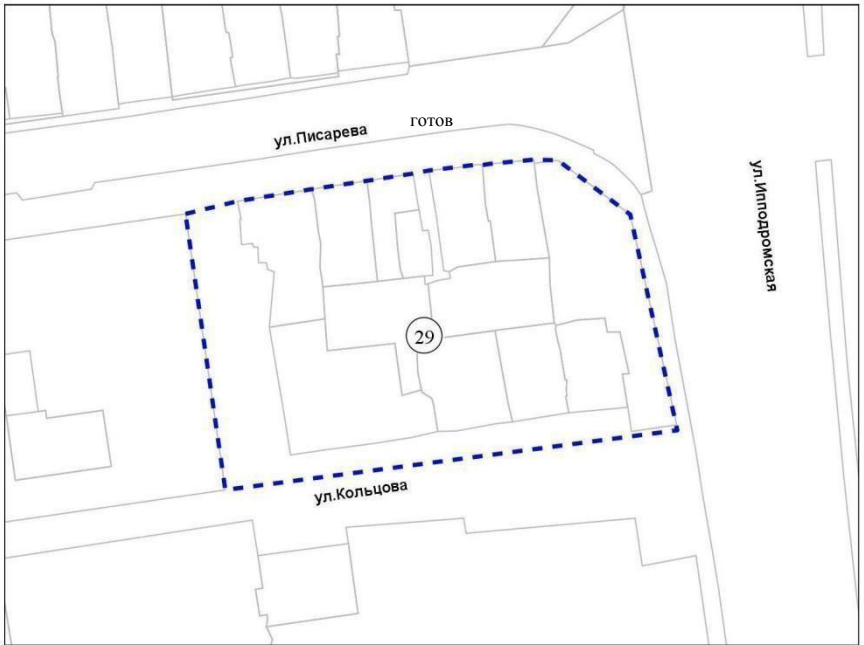 готов
ул.Писарева
ул.Ипподромская
29
ул.Кольцова